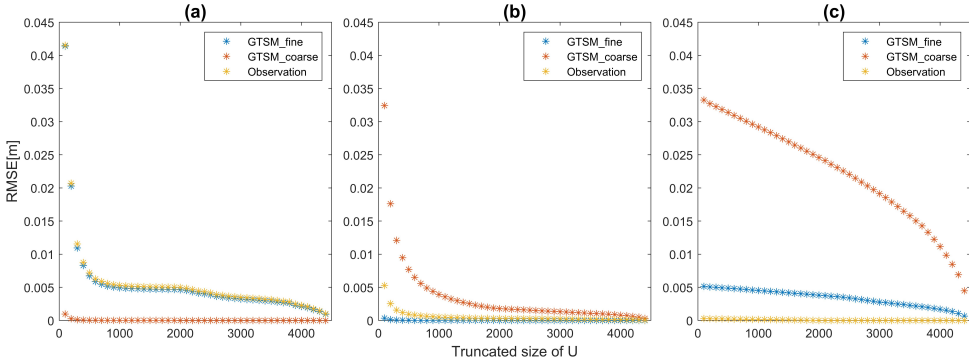 (a)
0.045
0.04
0.035
0.03
0.025
0.02
0.015
0.01
0.005
0
RMSE[m]
0 1000 2000 3000 4000
GTSM_fine
GTSM_coarse
Observation
(b)
0.045
0.04
0.035
0.03
0.025
0.02
0.015
0.01
0.005
0
0 1000 2000 3000 4000
Truncated size of U
GTSM_fine
GTSM_coarse
Observation
(c)
0.045
0.04
0.035
0.03
0.025
0.02
0.015
0.01
0.005
0
0 1000 2000 3000 4000
GTSM_fine
GTSM_coarse
Observation